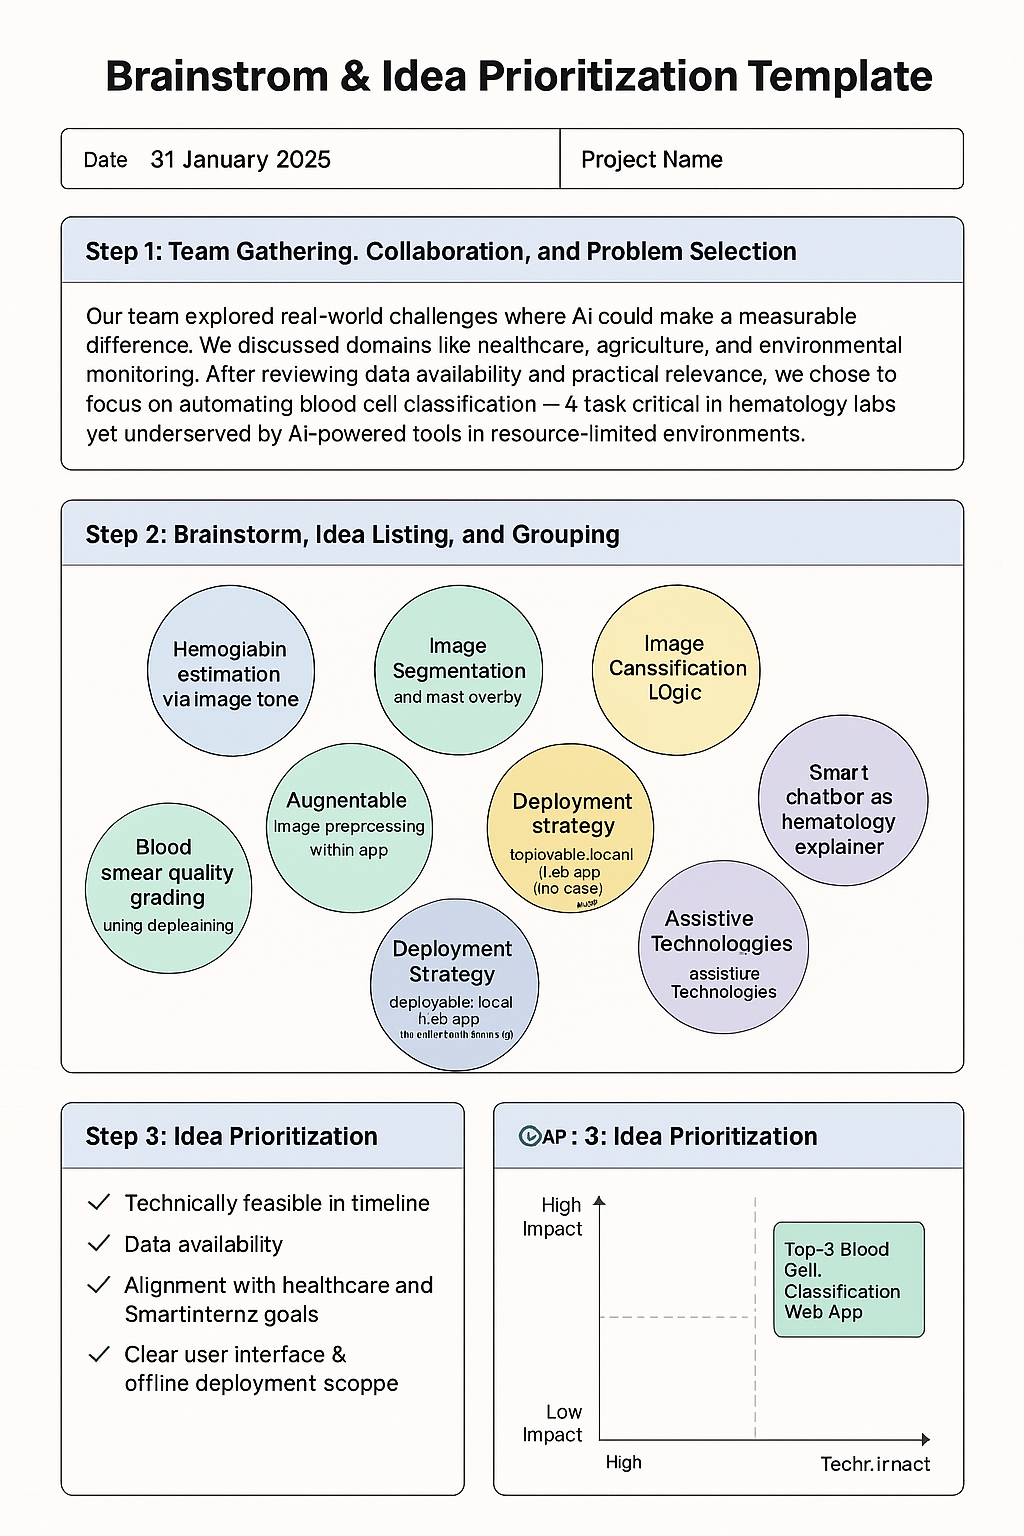 Brainstrom & Idea Prioritization Template
Date 31 January 2025
Project Name
Step 1: Team Gathering. Collaboration, and Problem Selection
Our team explored real-world challenges where Ai could make a measurable
difference. We discussed domains like nealthcare, agriculture, and environmental
monitoring. After reviewing data availability and practical relevance, we chose to
focus on automating blood cell classification — 4 task critical in hematology labs
yet underserved by Ai-powered tools in resource-limited environments.
Step 2: Brainstorm, Idea Listing, and Grouping
Hemogiabin
estimation
via image tone
Image
Segmentation
and mast overby
Image
Canssification
LOgic
Smart
chatbor as
hematology
explainer
Augnentable
Image preprcessing
within app
Deployment
strategy
topiovable.locanl
(l.eb app
((no case)
Blood
smear quality
grading
uning depleaining
Deployment
Strategy
deployable: local
h.eb app
Assistive
Technologgies
assistiure
Technologies
Step 3: Idea Prioritization
Technically feasible in timeline
Data availability
Alignment with healthcare and
Smartinternz goals
Clear user interface &
offline deployment scoppe
AP : 3: Idea Prioritization
High
Impact
Top-3 Blood
Gell.
Classification
Web App
Low
Impact
High
Techr.irnact